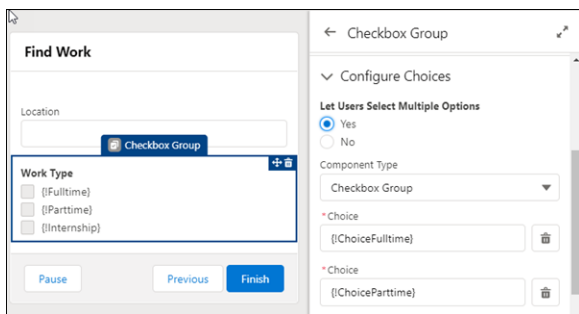 Find Work
Location
Checkbox Group
Work Type
{!Fulltime}
{!Parttime}
{!Internship}
Pause
Previous
Finish
Checkbox Group
Configure Choices
Let Users Select Multiple Options
Yes
No
Component Type
Checkbox Group
*Choice
{!ChoiceFulltime}
*Choice
{!ChoiceParttime}